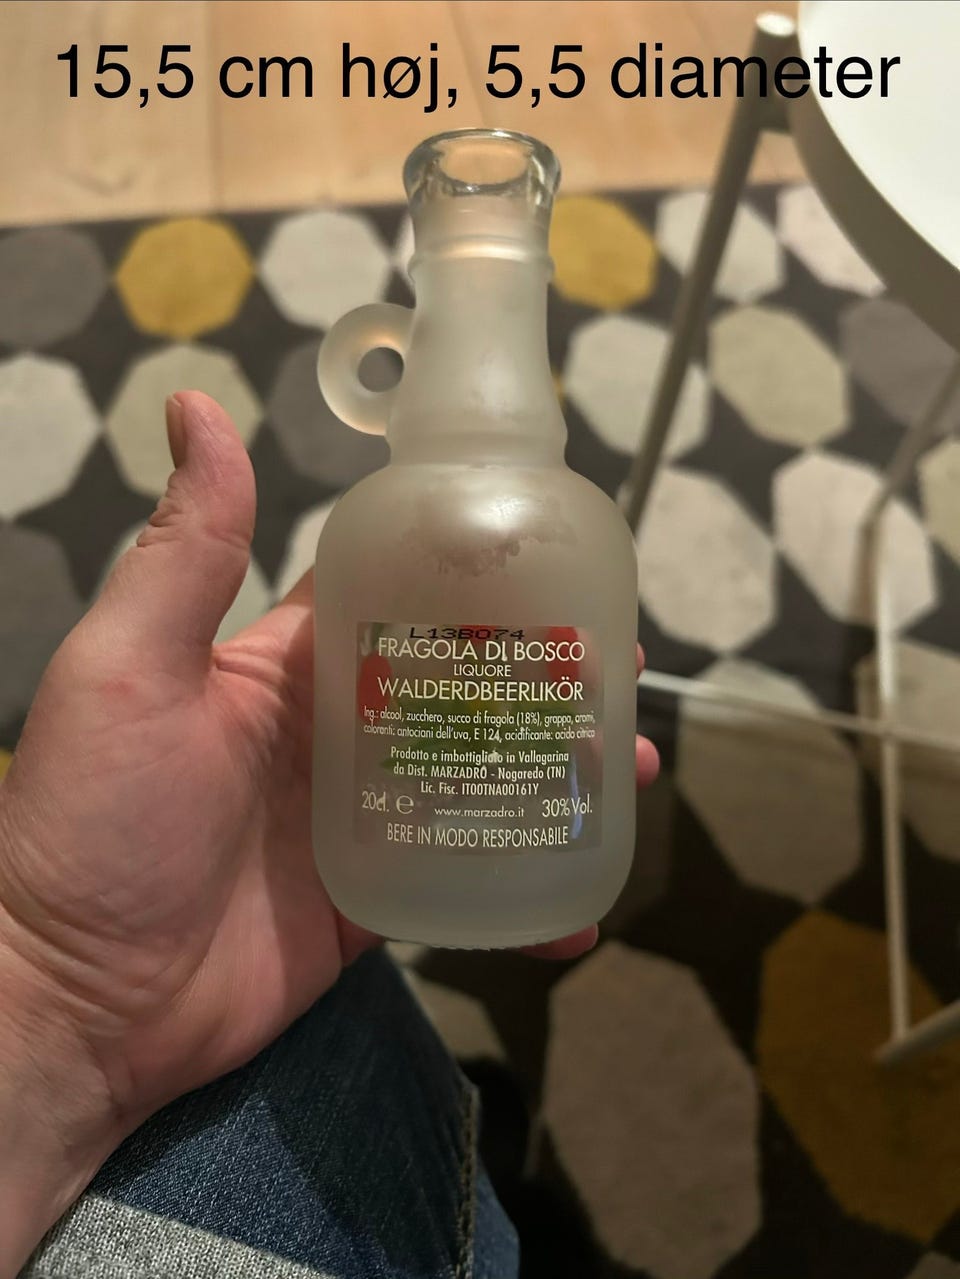 15,5 cm høj, 5,5 diameter
L13B074
FRAGOLA DI BOSCO
LIQUORE
WALDERDBEERLIKÖR
Ing.: alcool, zucchero, succo di fragola (18%), grappa, aromi,
coloranti: antociani dell'uva, E 124, acidificante: acido citrico
Prodotto e imbottigliato in Vallagarina
da Dist. MARZADRO - Nogaredo (TN)
Lic. Fisc. IT00TNA00161Y
20cl. e www.marzadro.it 30% Vol.
BERE IN MODO RESPONSABILE